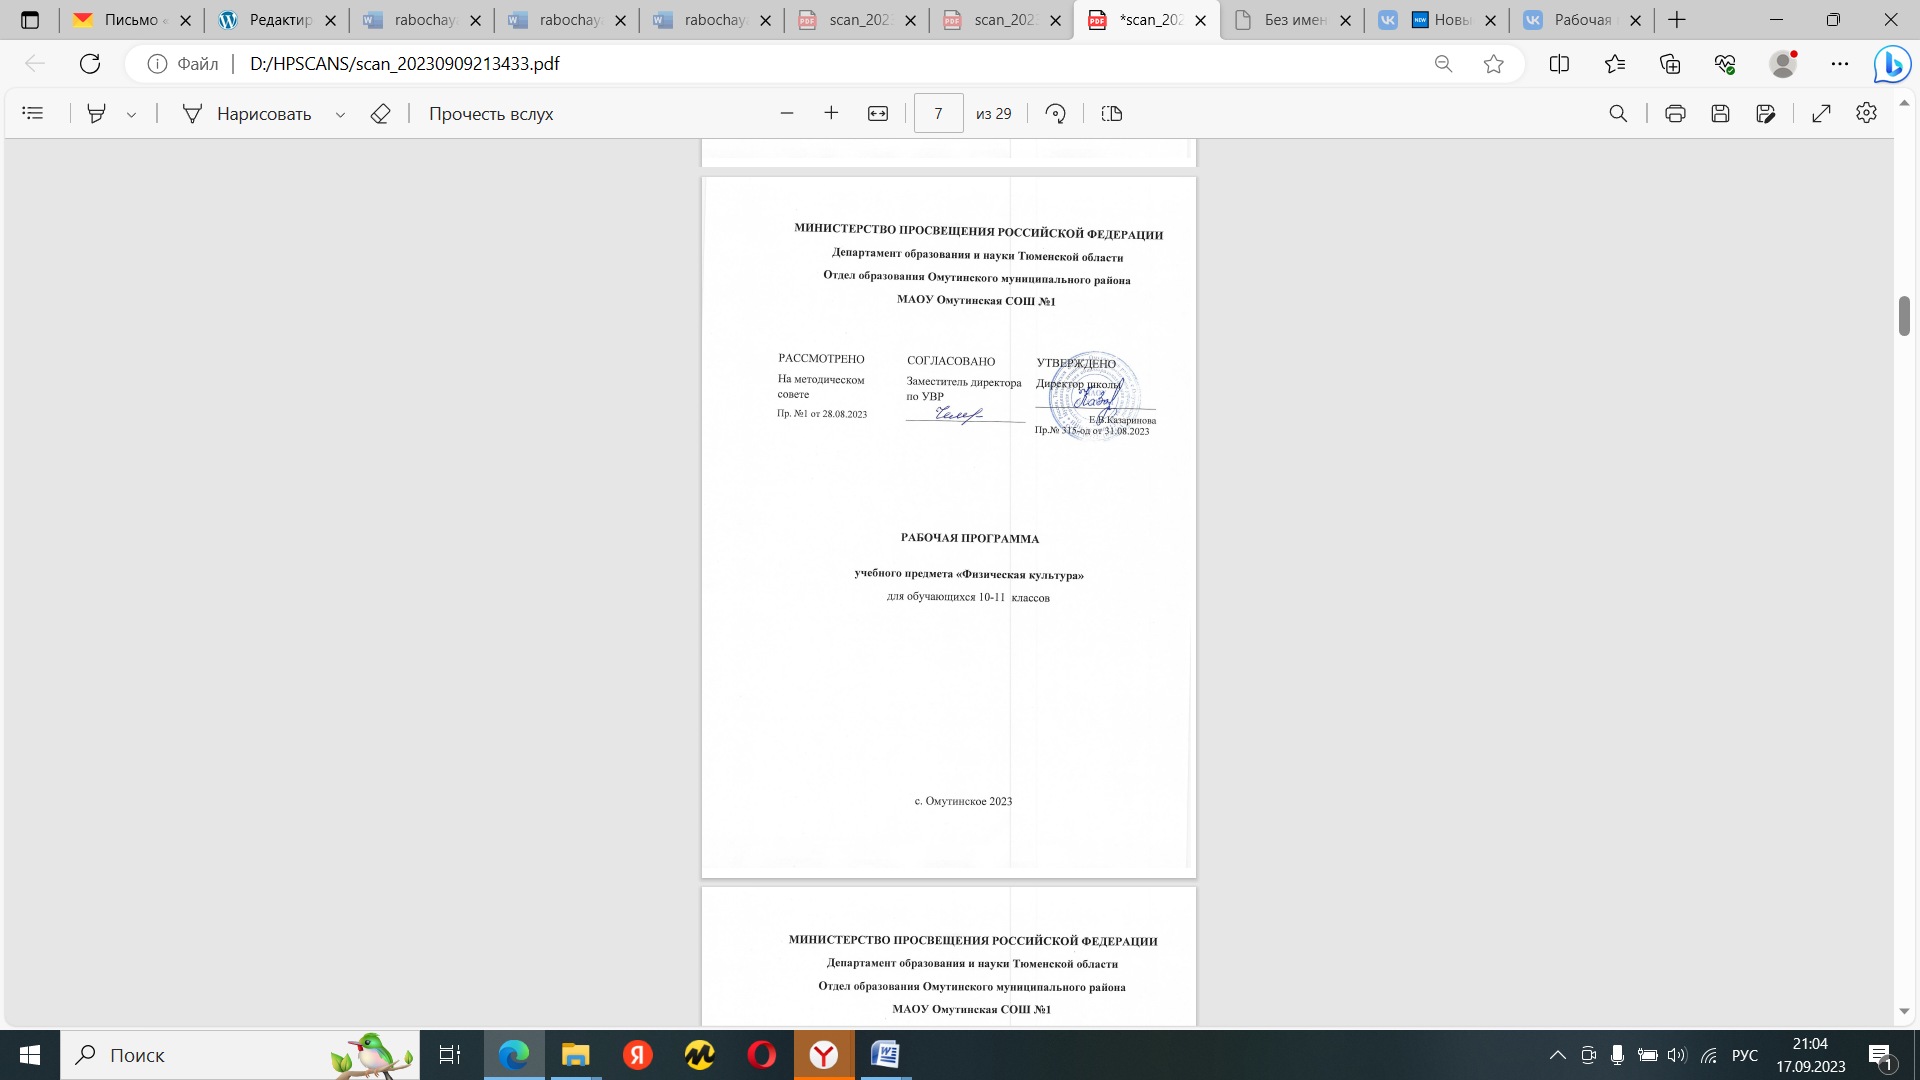 Письмо «
Редактир
rabochay
rabochay
rabochay
scan_202
scan_202
*scan_202
Без имен
Новы
Рабочая
Файл
D:/HPSCANS/scan_20230909213433.pdf
Нарисовать
Прочесть вслух
7
из 29
МИНИСТЕРСТВО ПРОСВЕЩЕНИЯ РОССИЙСКОЙ ФЕДЕРАЦИИ
Департамент образования и науки Тюменской области
Отдел образования Омутинского муниципального района
МАОУ Омутинская СОШ №1
РАССМОТРЕНО
На методическом
совете
Пр. №1 от 28.08.2023
СОГЛАСОВАНО
Заместитель директора
по УВР
УТВЕРЖДЕНО
Директор школы
Е.В.Казаринова
Пр.№ 315-од от 31.08.2023
РАБОЧАЯ ПРОГРАММА
учебного предмета «Физическая культура»
для обучающихся 10-11 классов
с. Омутинское 2023
МИНИСТЕРСТВО ПРОСВЕЩЕНИЯ РОССИЙСКОЙ ФЕДЕРАЦИИ
Департамент образования и науки Тюменской области
Отдел образования Омутинского муниципального района
МАОУ Омутинская СОШ №1
Поиск
РУС
21:04
17.09.2023
1